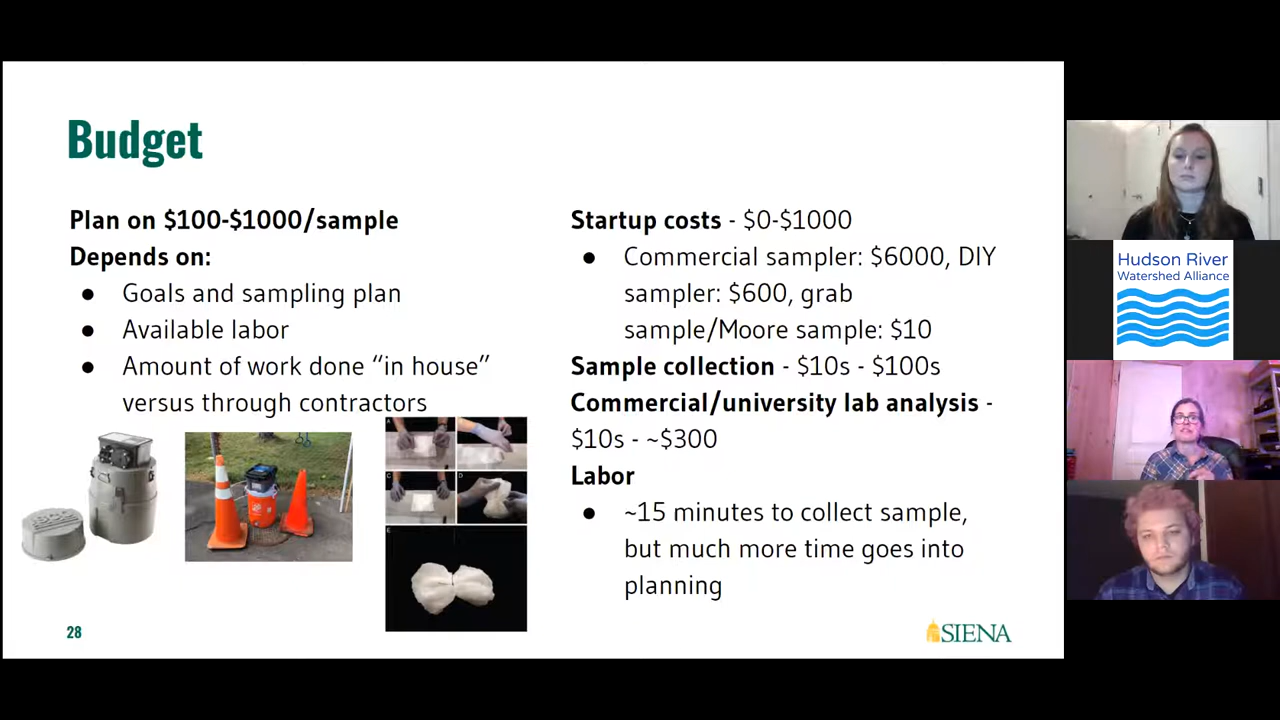 Budget
Plan on $100-$1000/sample
Depends on:
● Goals and sampling plan
● Available labor
● Amount of work done “in house”
versus through contractors
Startup costs - $0-$1000
● Commercial sampler: $6000, DIY
sampler: $600, grab
sample/Moore sample: $10
Sample collection - $10s - $100s
Commercial/university lab analysis -
$10s - ~$300
Labor
● ~15 minutes to collect sample,
but much more time goes into
planning
28
SIENA
Hudson River
Watershed Alliance